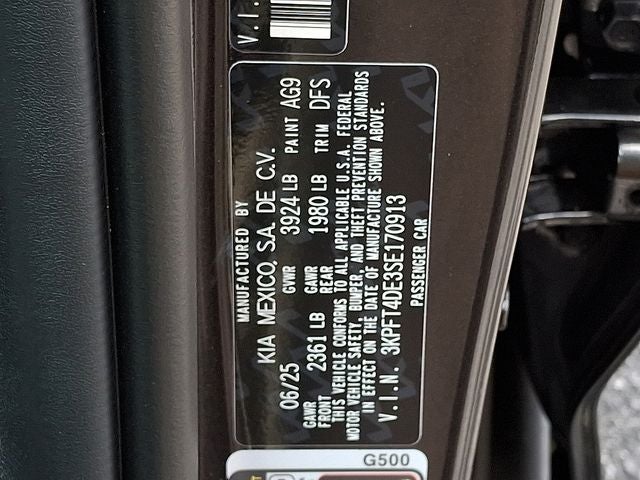 V.I.N
MANUFACTURED BY
KIA MEXICO, S.A. DE C.V.
06/25 GVWR 3924 LB PAINT AG9
GAWR FRONT 2361 LB GAWR REAR 1980 LB TRIM DFS
THIS VEHICLE CONFORMS TO ALL APPLICABLE U.S.A. FEDERAL
MOTOR VEHICLE SAFETY, BUMPER, AND THEFT PREVENTION STANDARDS
IN EFFECT ON THE DATE OF MANUFACTURE SHOWN ABOVE.
V.I.N. 3KPFT4DE3SE170913
PASSENGER CAR
G500